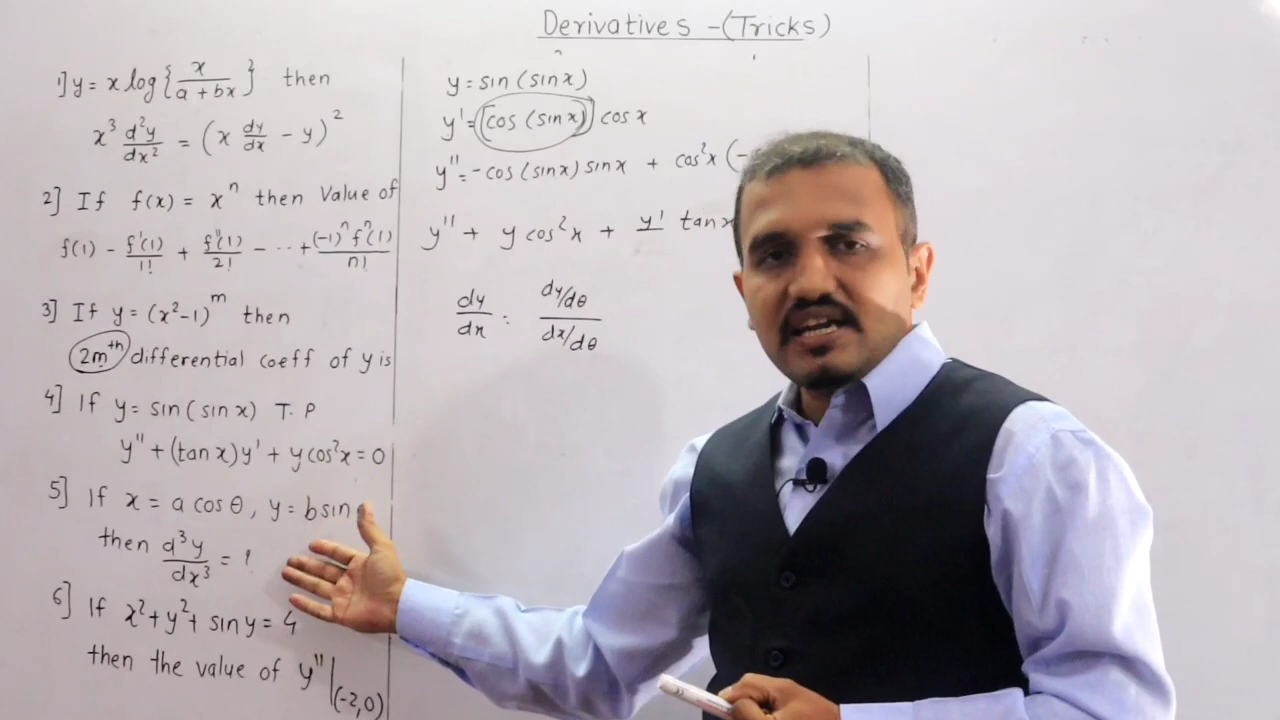 Derivatives -(Tricks)
1] y = x log{x/(a + bx)} then
x³ d²y/dx² = (x dy/dx - y)²
2] If f(x) = xⁿ then Value of
f(1) - f'(1)/1! + f''(1)/2! - ... + (-1)ⁿfⁿ(1)/n!
3] If y = (x²-1)ᵐ then
2mᵗʰ differential coeff of y is
4] If y = sin(sin x) T. P
y'' + (tan x)y' + y cos²x = 0
5] If x = a cos θ, y = b sin
then d³y/dx³ = ?
6] If x² + y² + sin y = 4
then the value of y''|(-2,0)
y = sin (sin x)
y' = [cos (sin x)] cos x
y'' = -cos (sin x) sin x + cos²x (-
y'' + y cos²x + y' tan x
dy/dx : dy/dθ / dx/dθ